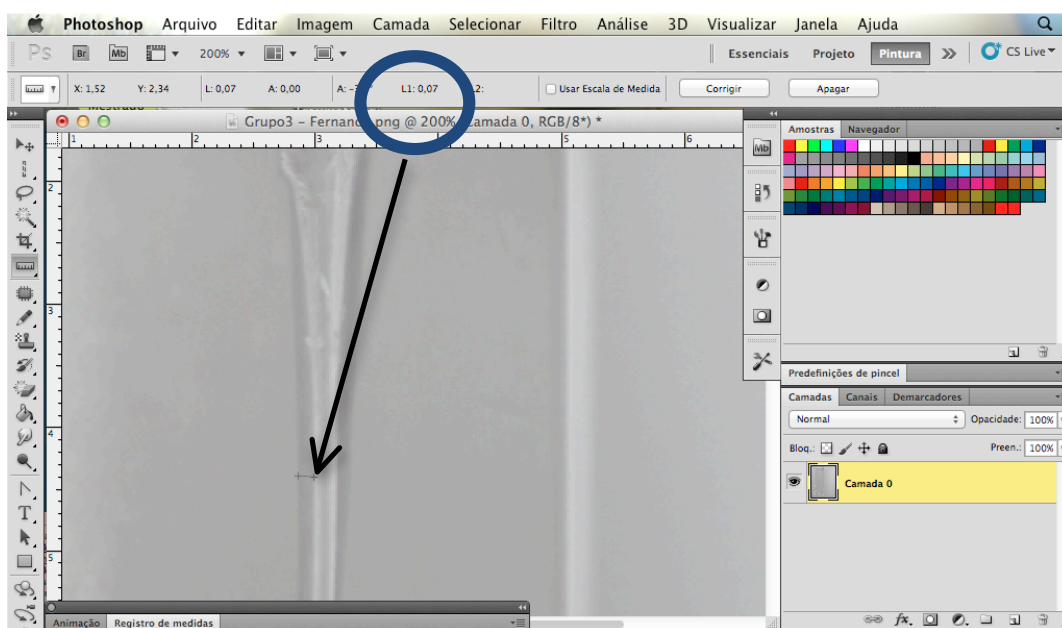 Photoshop Arquivo Editar Imagem Camada Selecionar Filtro Análise 3D Visualizar Janela Ajuda
Ps Br Mb 200% Essenciais Projeto Pintura CS Live
X: 1,52 Y: 2,34 L: 0,07 A: 0,00 L1: 0,07 Usar Escala de Medida Corrigir Apagar
Mestrado
Grupo3 - Fernand png @ 200% Camada 0, RGB/8*) *
1 2 3 5 6
2
3
4
5
Mb
Amostras Navegador
Predefinições de pincel
Camadas Canais Demarcadores
Normal Opacidade: 100%
Bloq.: Preen.: 100%
Camada 0
T
fx.
Animação Registro de medidas